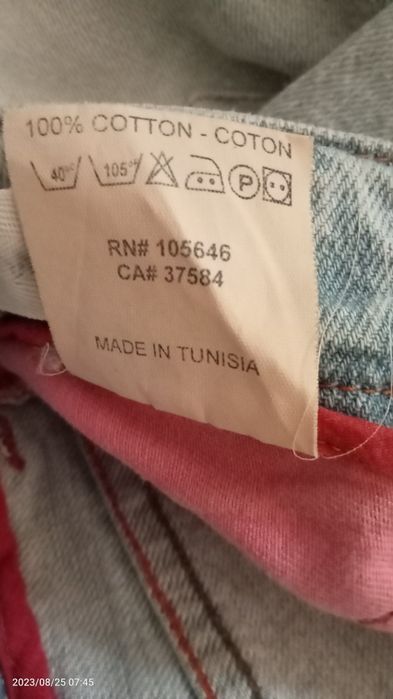 100% COTTON - COTON
40°C 105°F P
RN# 105646
CA# 37584
MADE IN TUNISIA
2023/08/25 07:45